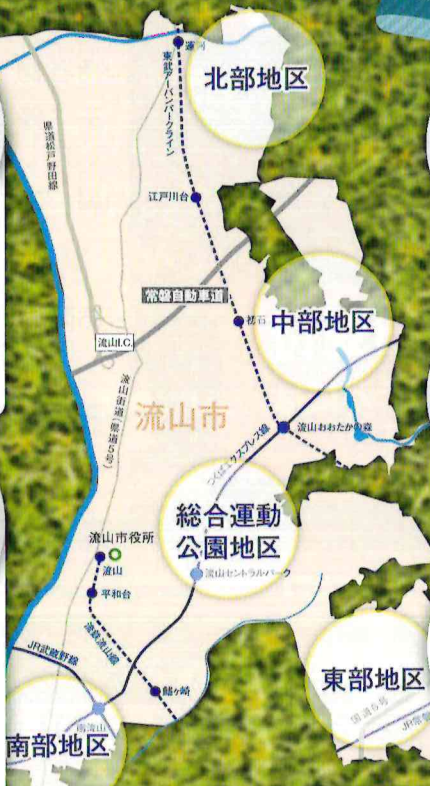 運河
北部地区
東武アーバンパークライン
県道松戸野田線
江戸川台
常磐自動車道
初石
中部地区
流山I.C.
流山街道(県道5号)
流山市
流山おおたかの森
つくばエクスプレス線
総合運動
公園地区
流山市役所
流山
流山セントラルパーク
平和台
流鉄流山線
JR武蔵野線
鰭ヶ崎
東部地区
国道6号
JR常磐
南流山
南部地区